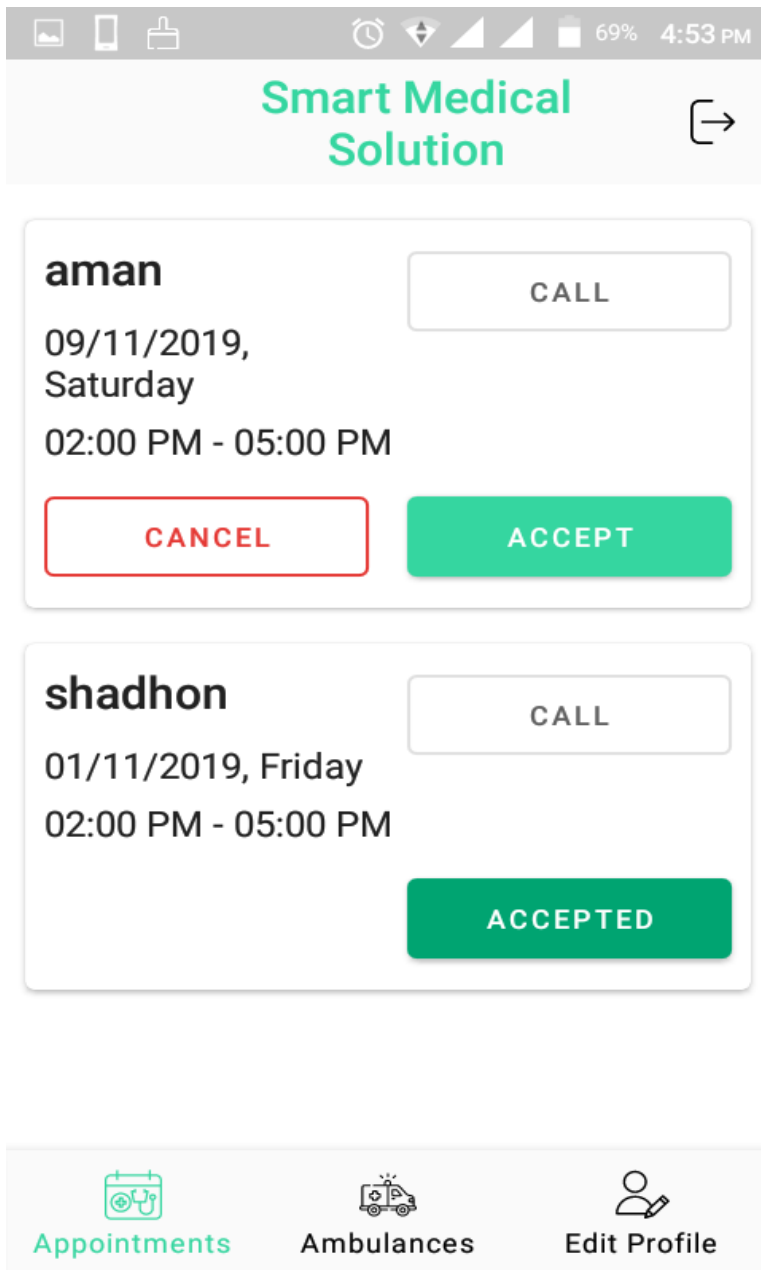 69% 4:53 PM
Smart Medical
Solution
aman
CALL
09/11/2019,
Saturday
02:00 PM - 05:00 PM
CANCEL
ACCEPT
shadhon
CALL
01/11/2019, Friday
02:00 PM - 05:00 PM
ACCEPTED
Appointments
Ambulances
Edit Profile